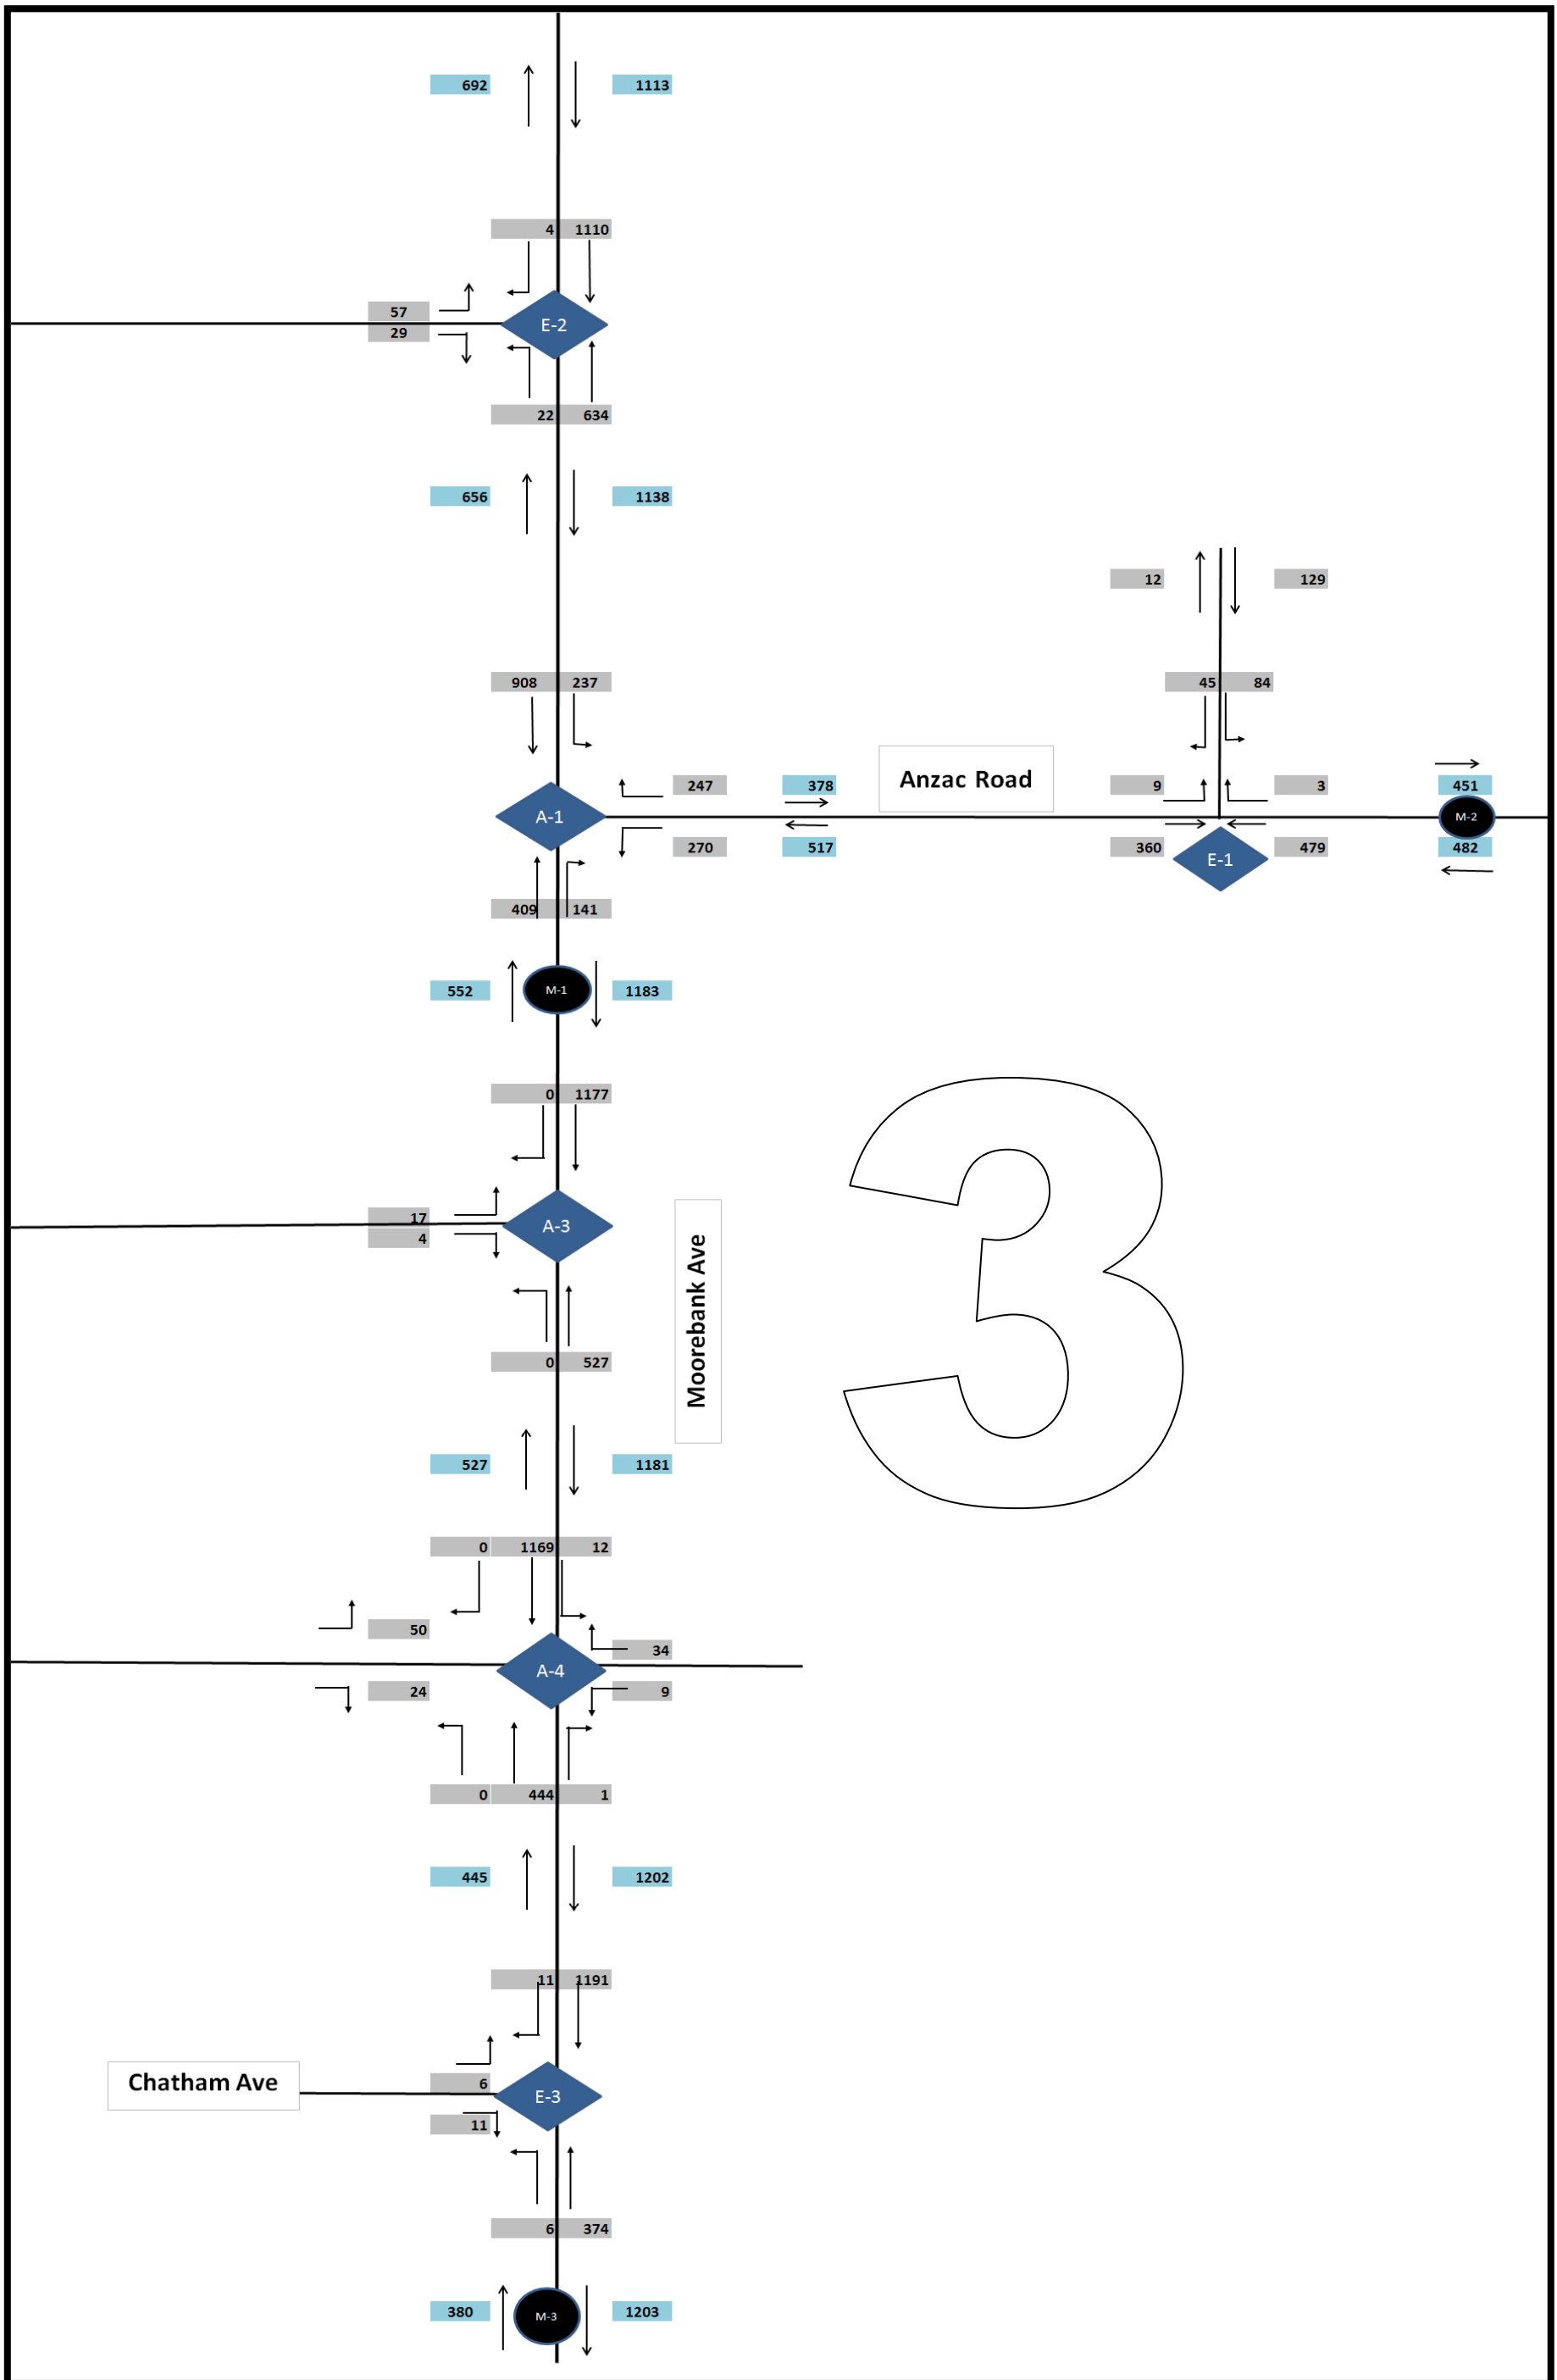 692 1113
4 1110
57
E-2
29
22 634
656 1138
12 129
908 237 45 84
Anzac Road
247 378 9 3 451
A-1 M-2
270 517 360 479 482
E-1
409 141
552 M-1 1183
0 1177
17
A-3
4
Moorebank Ave
0 527
527 1181
3
0 1169 12
50
34
A-4
24 9
0 444 1
445 1202
11 1191
Chatham Ave
6
E-3
11
6 374
380 M-3 1203